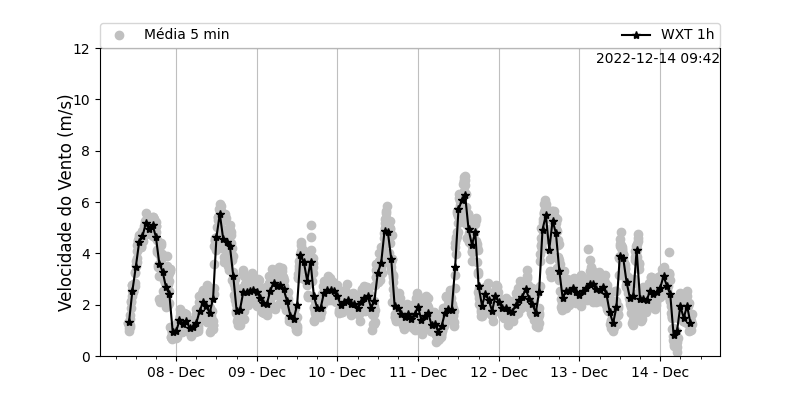 Média 5 min
WXT 1h
2022-12-14 09:42
Velocidade do Vento (m/s)
12
10
8
6
4
2
0
08 - Dec 09 - Dec 10 - Dec 11 - Dec 12 - Dec 13 - Dec 14 - Dec